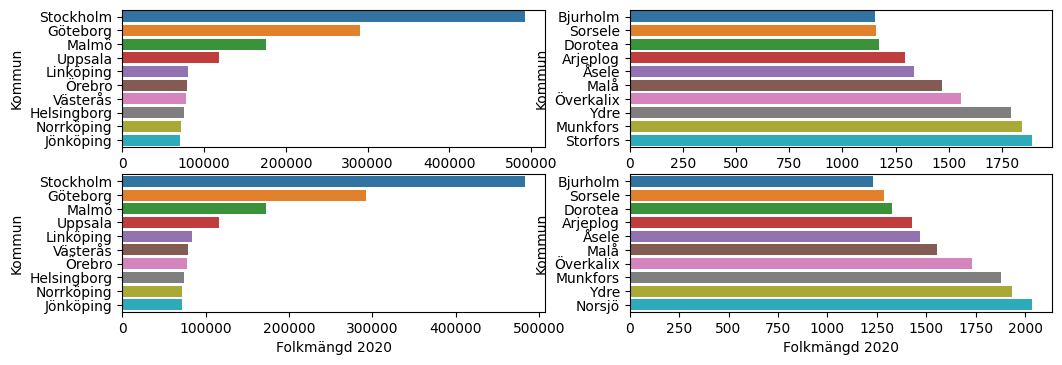 Kommun
Stockholm
Göteborg
Malmö
Uppsala
Linköping
Örebro
Västerås
Helsingborg
Norrköping
Jönköping
0 100000 200000 300000 400000 500000
Kommun
Bjurholm
Sorsele
Dorotea
Arjeplog
Åsele
Malå
Överkalix
Ydre
Munkfors
Storfors
0 250 500 750 1000 1250 1500 1750
Kommun
Stockholm
Göteborg
Malmö
Uppsala
Linköping
Västerås
Örebro
Helsingborg
Norrköping
Jönköping
0 100000 200000 300000 400000 500000
Folkmängd 2020
Kommun
Bjurholm
Sorsele
Dorotea
Arjeplog
Åsele
Malå
Överkalix
Munkfors
Ydre
Norsjö
0 250 500 750 1000 1250 1500 1750 2000
Folkmängd 2020